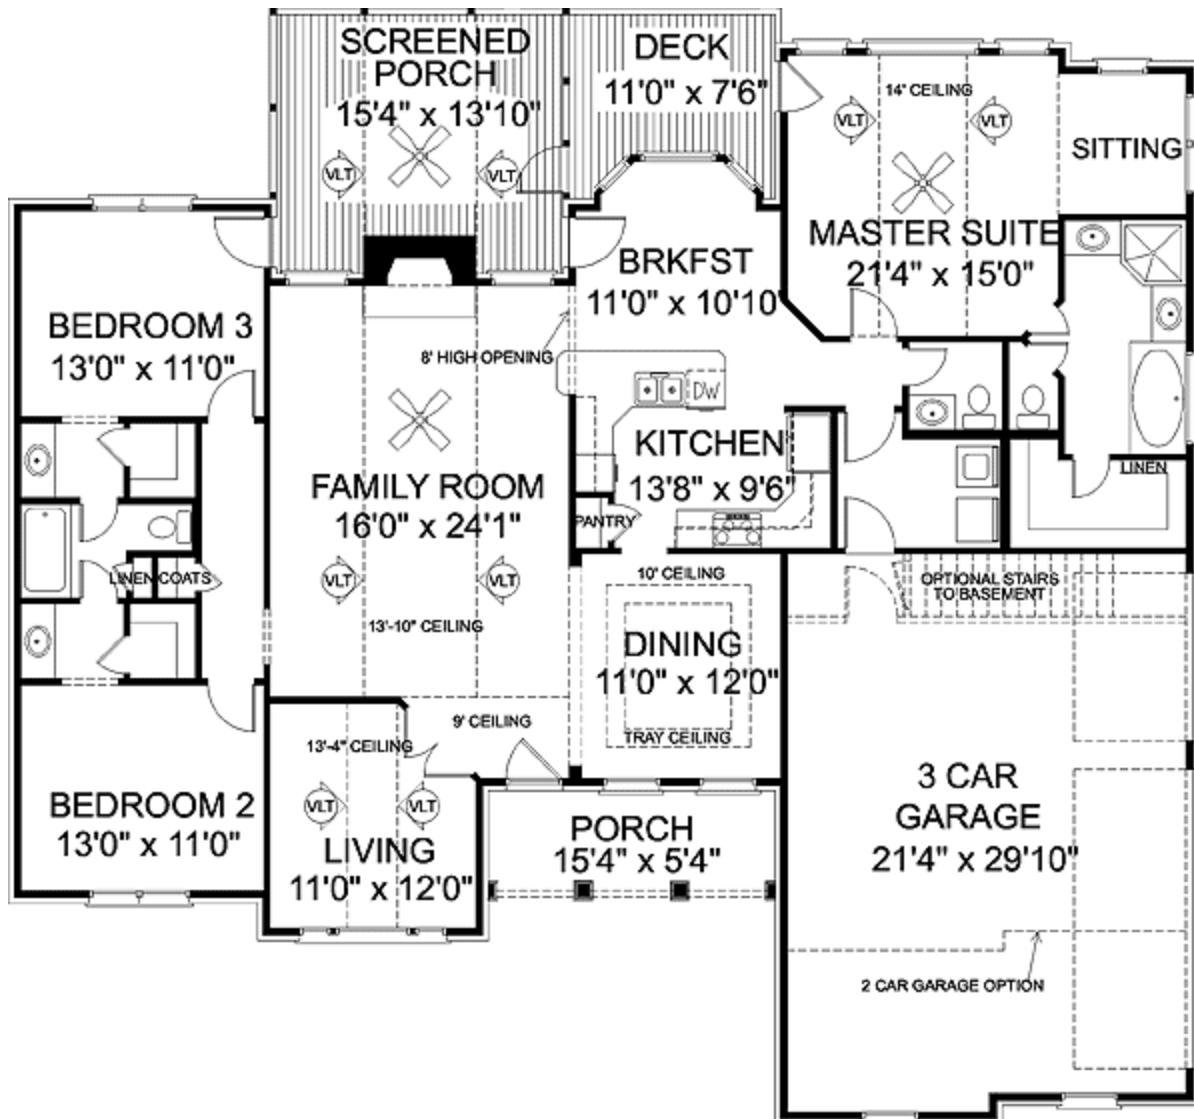 SCREENED
PORCH
15'4" x 13'10"
DECK
11'0" x 7'6"
14' CEILING
VLT
VLT
SITTING
VLT
VLT
MASTER SUITE
21'4" x 15'0"
BRKFST
11'0" x 10'10
BEDROOM 3
13'0" x 11'0"
8' HIGH OPENING
DW
KITCHEN
13'8" x 9'6"
FAMILY ROOM
16'0" x 24'1"
PANTRY
LINEN
LINEN
COATS
VLT
VLT
10' CEILING
OPTIONAL STAIRS
TO BASEMENT
13'-10" CEILING
DINING
11'0" x 12'0"
TRAY CEILING
9' CEILING
13'-4" CEILING
BEDROOM 2
13'0" x 11'0"
VLT
VLT
LIVING
11'0" x 12'0"
PORCH
15'4" x 5'4"
3 CAR
GARAGE
21'4" x 29'10"
2 CAR GARAGE OPTION